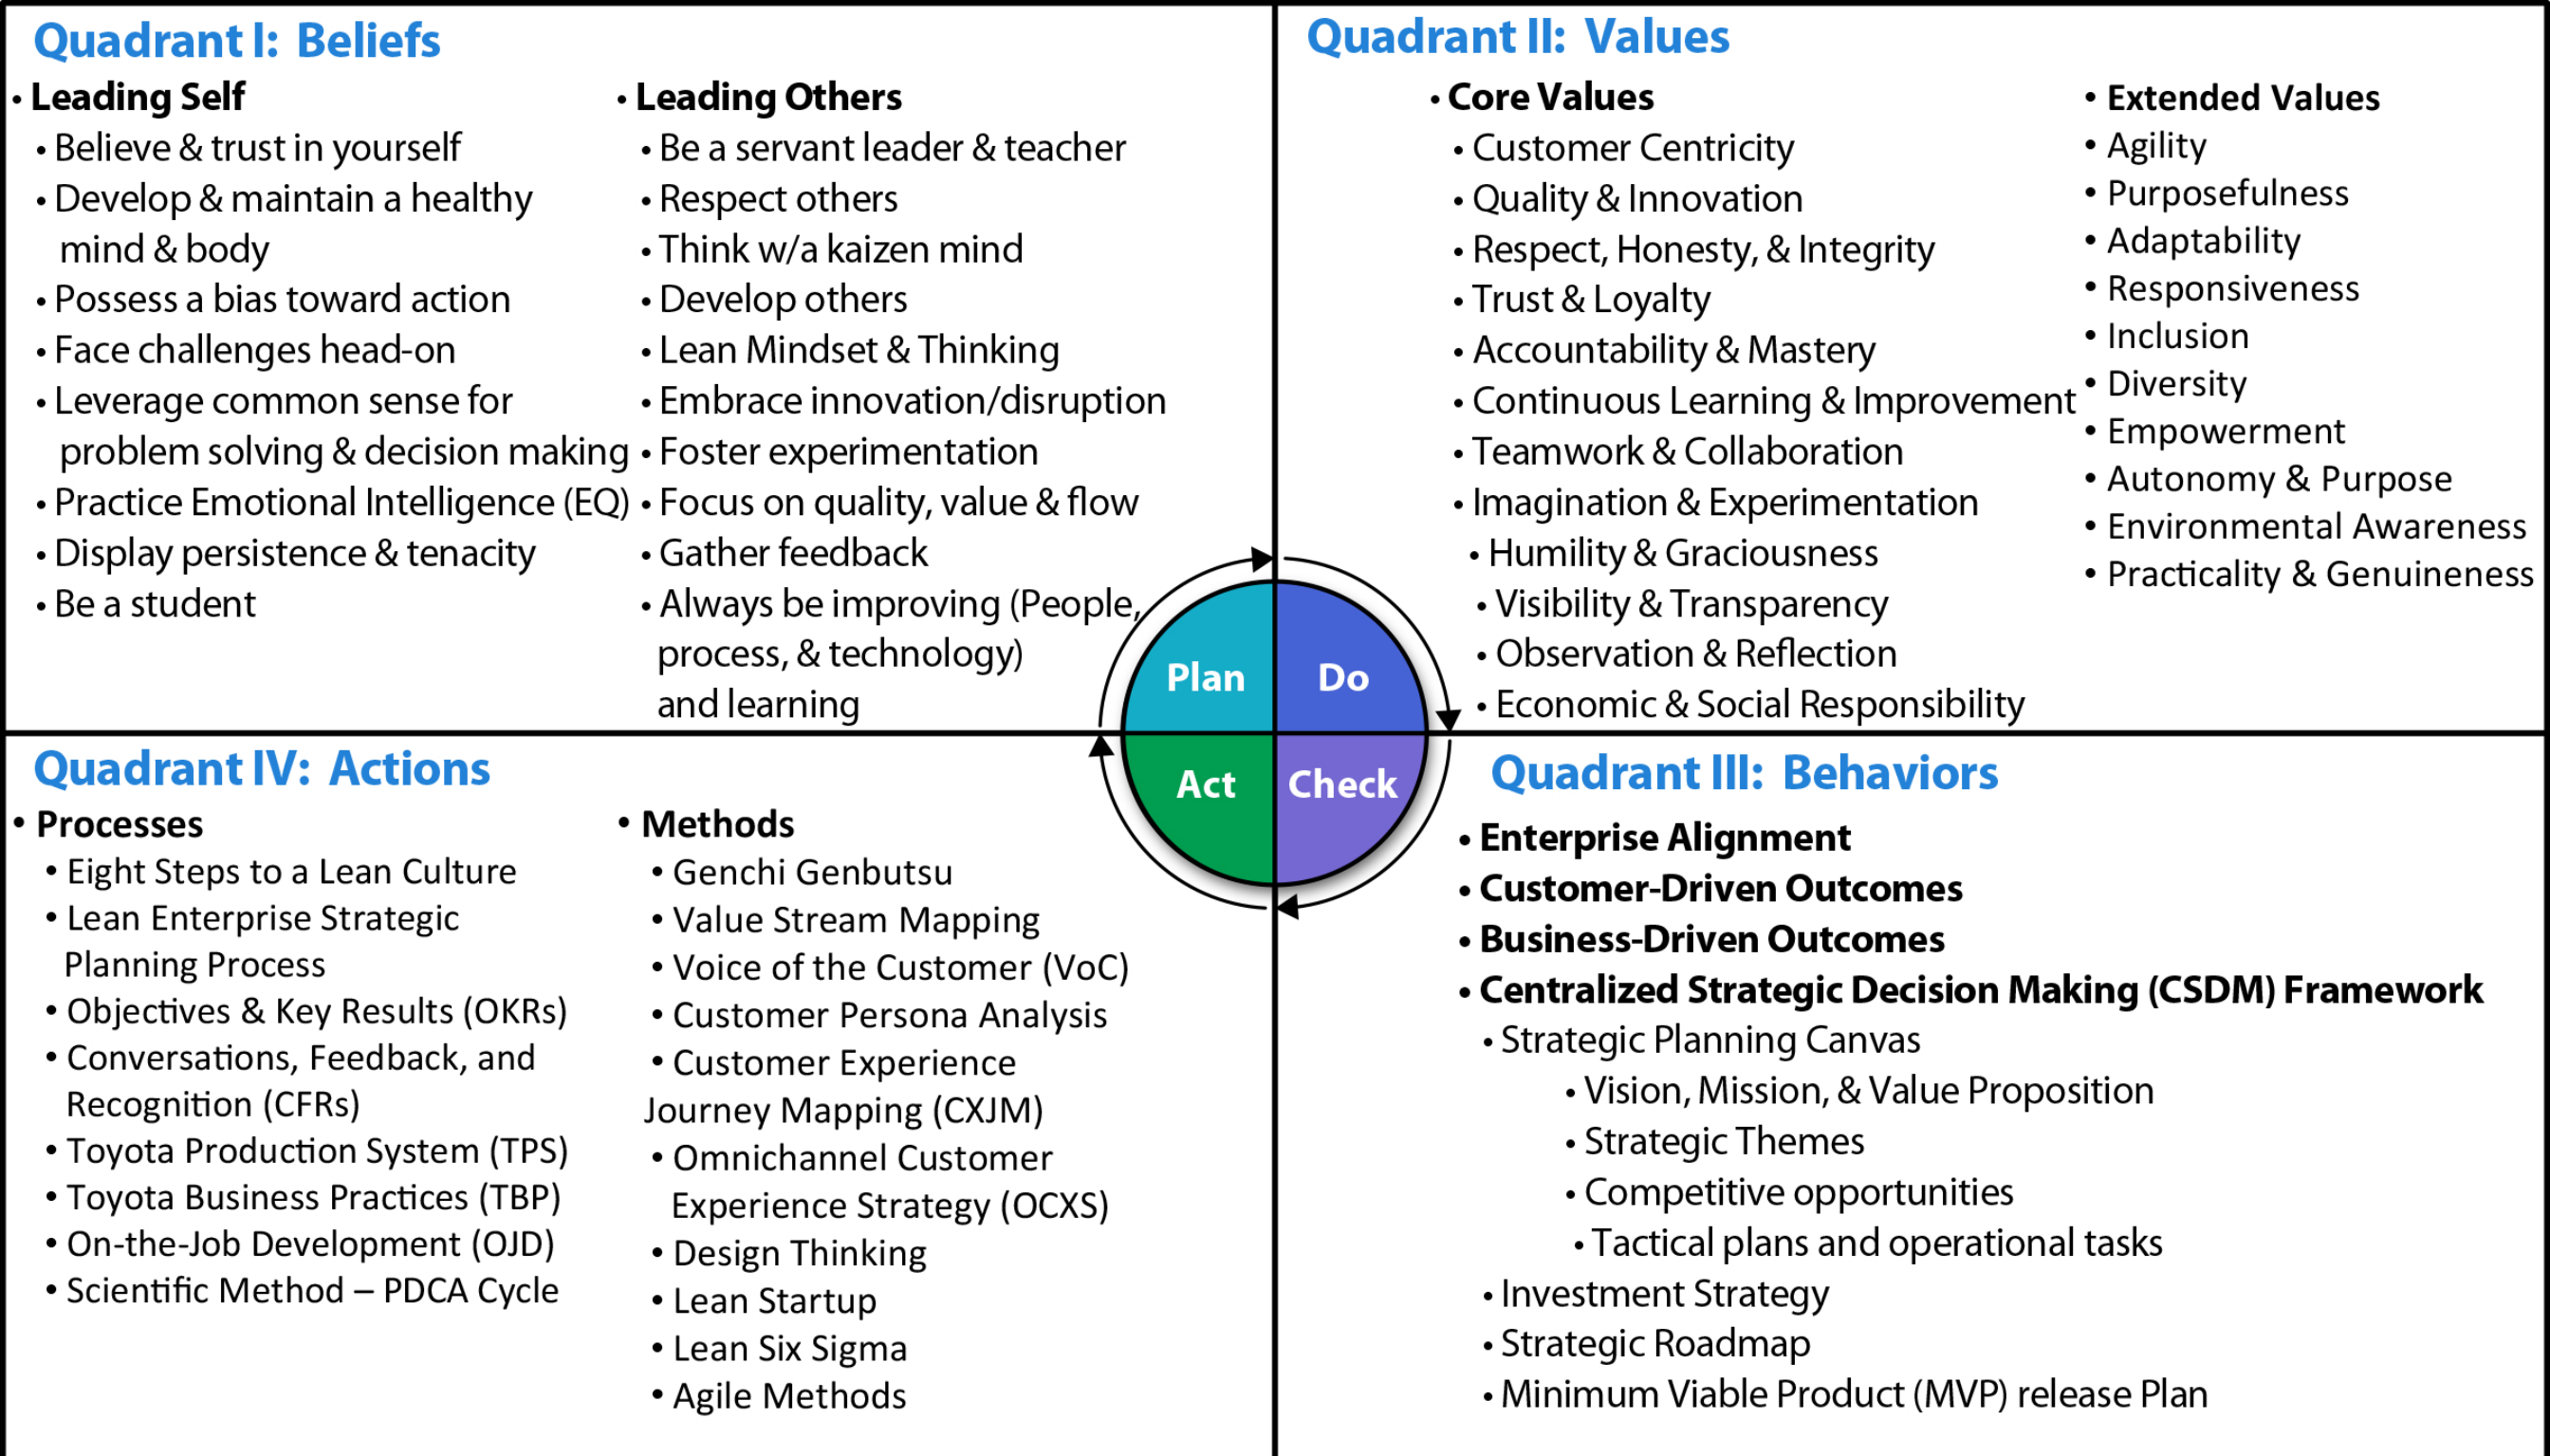 Quadrant I:  Beliefs
• Leading Self
• Believe & trust in yourself
• Develop & maintain a healthy
mind & body
• Possess a bias toward action
• Face challenges head-on
• Leverage common sense for
problem solving & decision making
• Practice Emotional Intelligence (EQ)
• Display persistence & tenacity
• Be a student
• Leading Others
• Be a servant leader & teacher
• Respect others
• Think w/a kaizen mind
• Develop others
• Lean Mindset & Thinking
• Embrace innovation/disruption
• Foster experimentation
• Focus on quality, value & flow
• Gather feedback
• Always be improving (People,
process, & technology)
and learning
Quadrant II:  Values
• Core Values
• Customer Centricity
• Quality & Innovation
• Respect, Honesty, & Integrity
• Trust & Loyalty
• Accountability & Mastery
• Continuous Learning & Improvement
• Teamwork & Collaboration
• Imagination & Experimentation
• Humility & Graciousness
• Visibility & Transparency
• Observation & Reflection
• Economic & Social Responsibility
• Extended Values
• Agility
• Purposefulness
• Adaptability
• Responsiveness
• Inclusion
• Diversity
• Empowerment
• Autonomy & Purpose
• Environmental Awareness
• Practicality & Genuineness
Plan
Do
Act
Check
Quadrant IV:  Actions
• Processes
• Eight Steps to a Lean Culture
• Lean Enterprise Strategic
Planning Process
• Objectives & Key Results (OKRs)
• Conversations, Feedback, and
Recognition (CFRs)
• Toyota Production System (TPS)
• Toyota Business Practices (TBP)
• On-the-Job Development (OJD)
• Scientific Method – PDCA Cycle
• Methods
• Genchi Genbutsu
• Value Stream Mapping
• Voice of the Customer (VoC)
• Customer Persona Analysis
• Customer Experience
Journey Mapping (CXJM)
• Omnichannel Customer
Experience Strategy (OCXS)
• Design Thinking
• Lean Startup
• Lean Six Sigma
• Agile Methods
Quadrant III:  Behaviors
• Enterprise Alignment
• Customer-Driven Outcomes
• Business-Driven Outcomes
• Centralized Strategic Decision Making (CSDM) Framework
• Strategic Planning Canvas
• Vision, Mission, & Value Proposition
• Strategic Themes
• Competitive opportunities
• Tactical plans and operational tasks
• Investment Strategy
• Strategic Roadmap
• Minimum Viable Product (MVP) release Plan